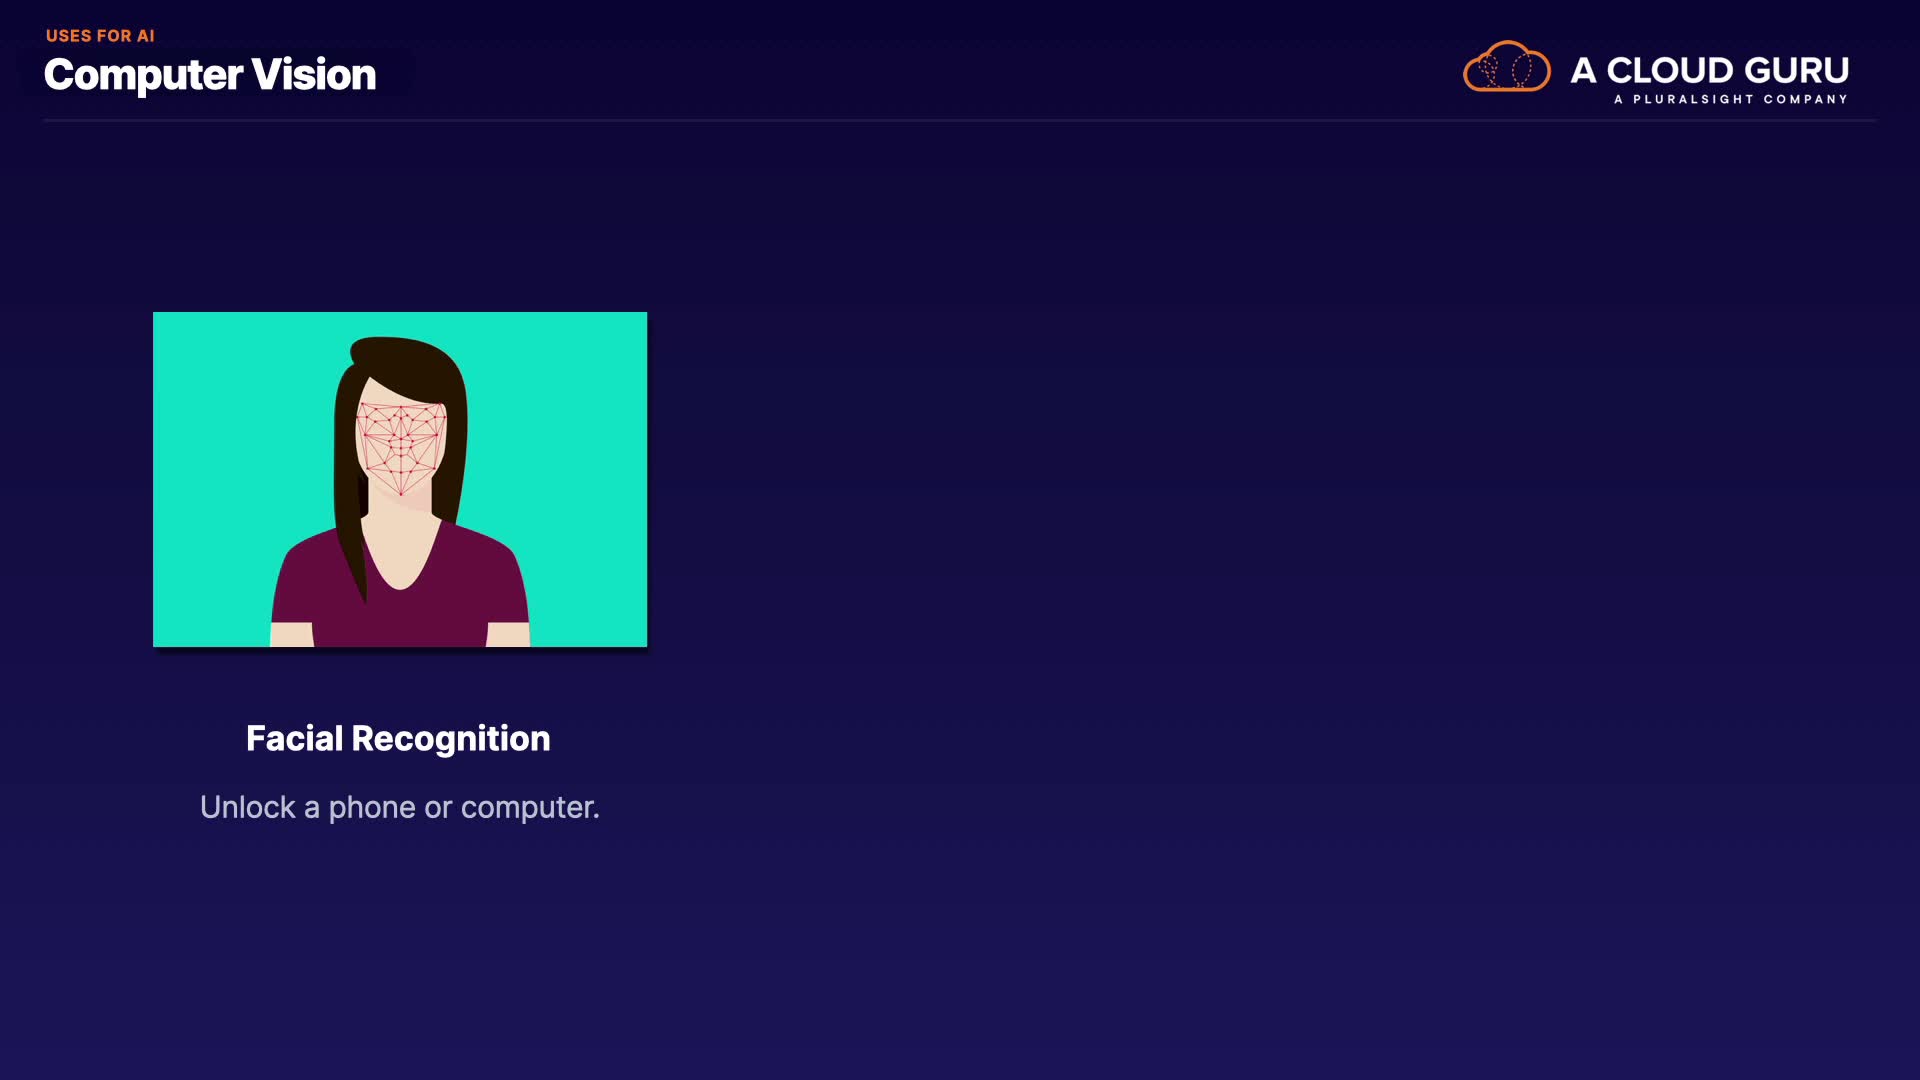 USES FOR AI
Computer Vision
A CLOUD GURU
A PLURALSIGHT COMPANY
Facial Recognition
Unlock a phone or computer.